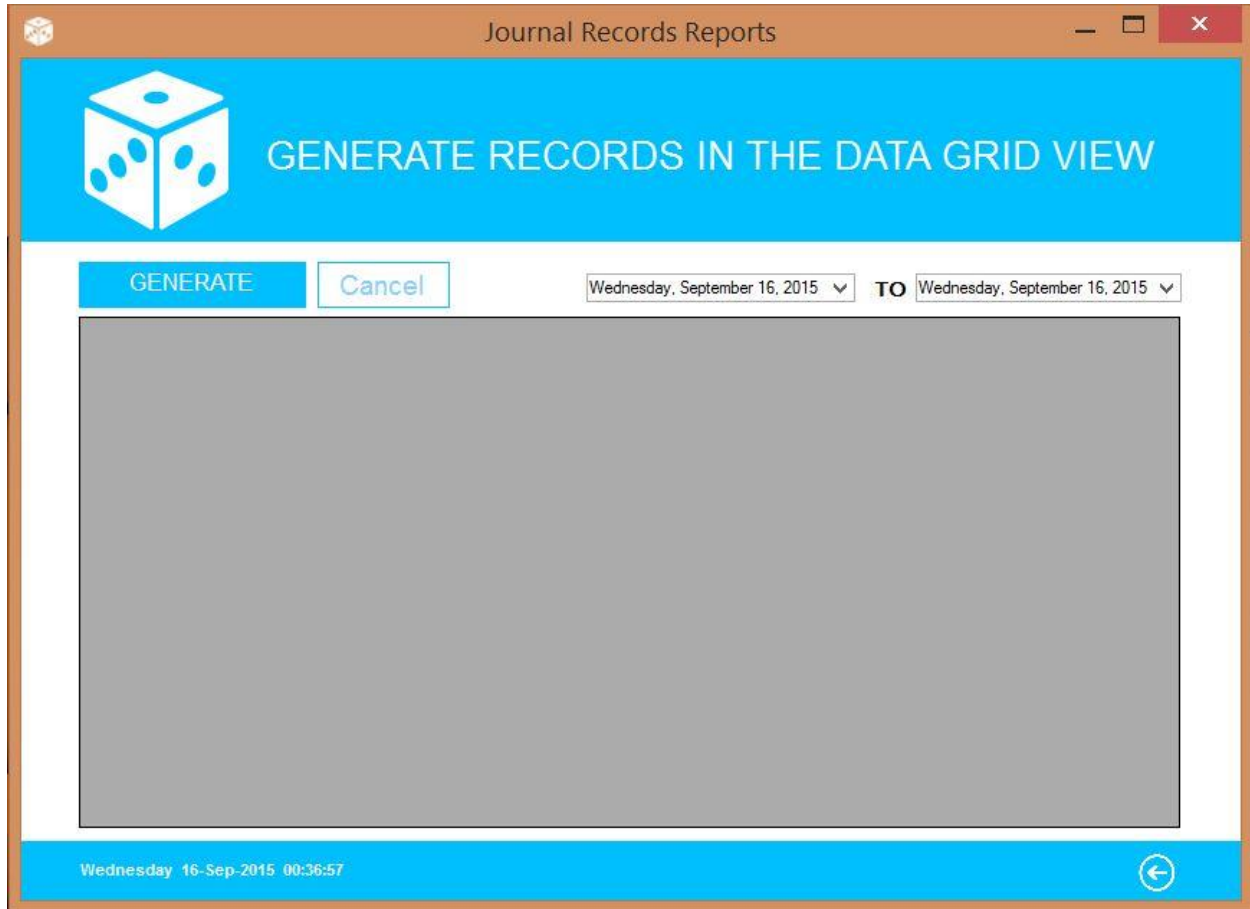 Journal Records Reports
GENERATE RECORDS IN THE DATA GRID VIEW
GENERATE Cancel Wednesday, September 16, 2015 TO Wednesday, September 16, 2015
Wednesday 16-Sep-2015 00:36:57